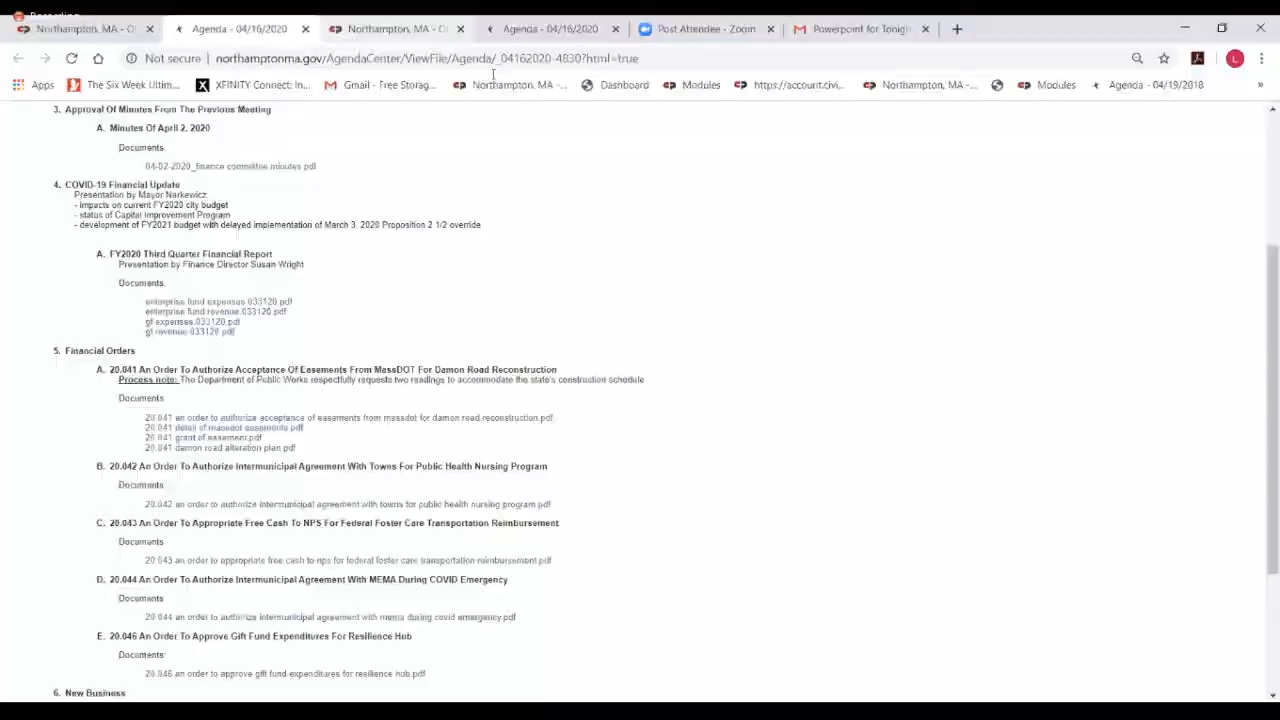 Recording
Northampton, MA - O
Agenda - 04/16/2020
Northampton, MA - O
Agenda - 04/16/2020
Post Attendee - Zoom
Powerpoint for Tonigh
Not secure
northamptonma.gov/AgendaCenter/ViewFile/Agenda/_04162020-4830?html=true
Apps
The Six Week Ultim...
XFINITY Connect: In...
Gmail - Free Storag...
Northampton, MA -...
Dashboard
Modules
https://account.civi...
Northampton, MA -...
Modules
Agenda - 04/19/2018
»
3. Approval Of Minutes From The Previous Meeting
A. Minutes Of April 2, 2020
Documents:
04-02-2020_finance committee minutes.pdf
4. COVID-19 Financial Update
Presentation by Mayor Narkewicz:
- impacts on current FY2020 city budget
- status of Capital Improvement Program
- development of FY2021 budget with delayed implementation of March 3, 2020 Proposition 2 1/2 override
A. FY2020 Third Quarter Financial Report
Presentation by Finance Director Susan Wright
Documents:
enterprise fund expenses.033120.pdf
enterprise fund revenue.033120.pdf
gf expenses.033120.pdf
gf revenue.033120.pdf
5. Financial Orders
A. 20.041 An Order To Authorize Acceptance Of Easements From MassDOT For Damon Road Reconstruction
Process note: The Department of Public Works respectfully requests two readings to accommodate the state's construction schedule
Documents:
20.041 an order to authorize acceptance of easements from massdot for damon road reconstruction.pdf
20.041 detail of massdot easements.pdf
20.041 grant of easement.pdf
20.041 damon road alteration plan.pdf
B. 20.042 An Order To Authorize Intermunicipal Agreement With Towns For Public Health Nursing Program
Documents:
20.042 an order to authorize intermunicipal agreement with towns for public health nursing program.pdf
C. 20.043 An Order To Appropriate Free Cash To NPS For Federal Foster Care Transportation Reimbursement
Documents:
20.043 an order to appropriate free cash to nps for federal foster care transportation reimbursement.pdf
D. 20.044 An Order To Authorize Intermunicipal Agreement With MEMA During COVID Emergency
Documents:
20.044 an order to authorize intermunicipal agreement with mema during covid emergency.pdf
E. 20.046 An Order To Approve Gift Fund Expenditures For Resilience Hub
Documents:
20.046 an order to approve gift fund expenditures for resilience hub.pdf
6. New Business